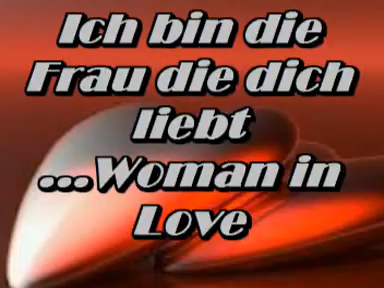 Ich bin die
Frau die dich
liebt
...Woman in
Love